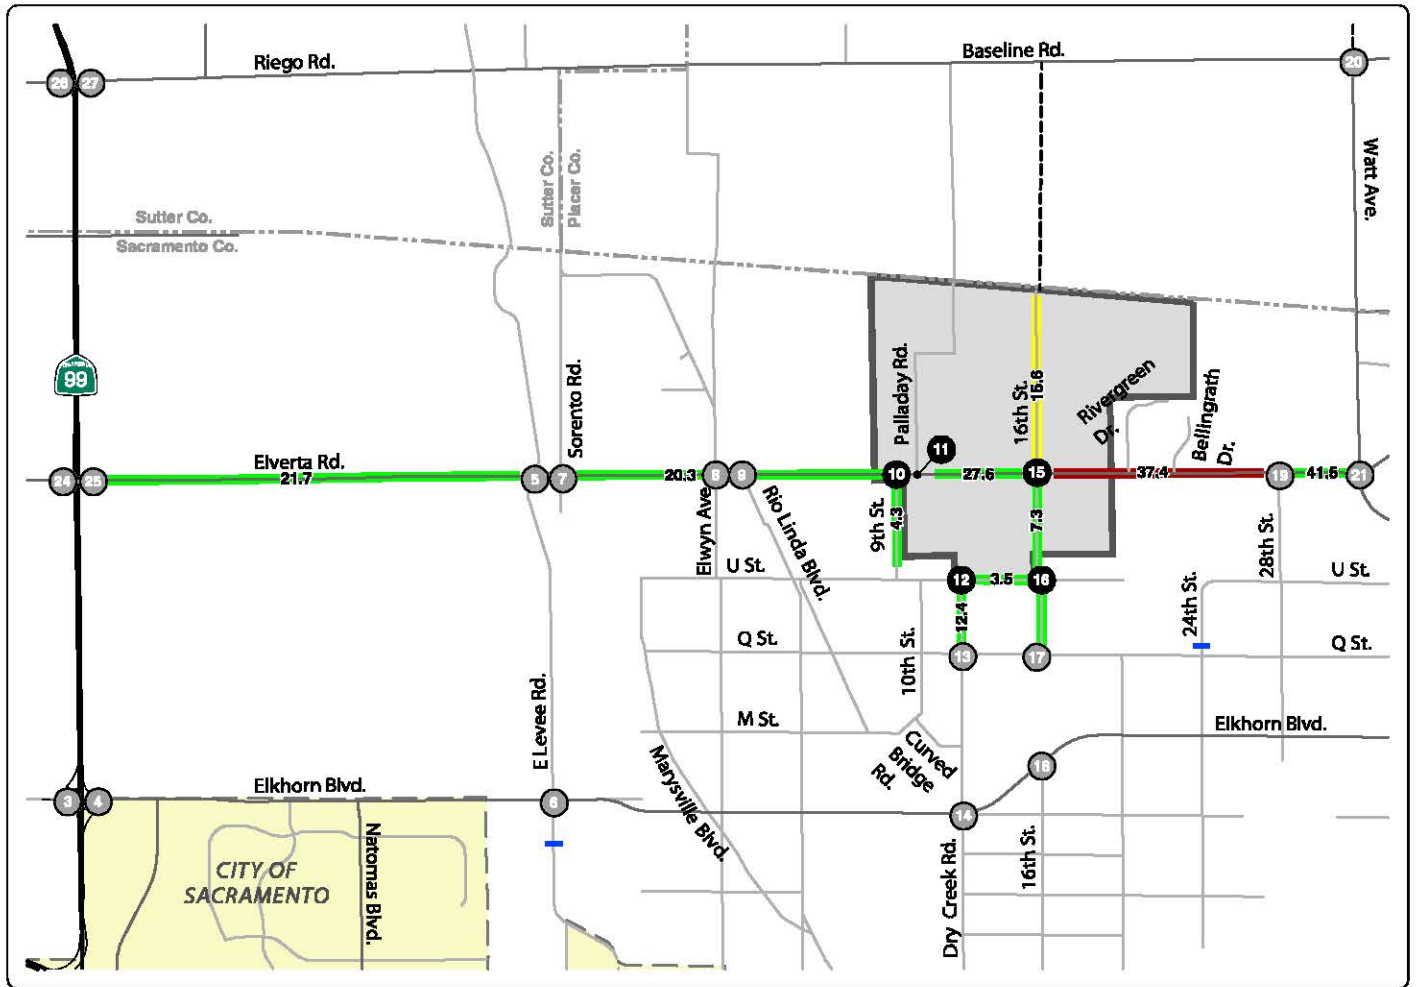 Baseline Rd.
Riego Rd.
26
27
20
Watt Ave.
Sutter Co.
Placer Co.
Sutter Co.
Sacramento Co.
99
Sorento Rd.
Palladay Rd.
16th St.
15.6
Rivergreen
Dr.
Bellingrath
Dr.
11
Elverta Rd.
24
25
21.7
5
7
20.3
8
9
10
27.6
15
37.4
19
41.5
21
Elwyn Ave
Rio Linda Blvd.
9th St.
4.3
7.3
28th St.
U St.
12
3.5
16
U St.
24th St.
12.4
Q St.
10th St.
13
17
Q St.
E Levee Rd.
M St.
Elkhorn Blvd.
Curved
Bridge
Rd.
18
Marysville Blvd.
Elkhorn Blvd.
3
4
6
14
Natomas Blvd.
16th St.
Dry Creek Rd.
CITY OF
SACRAMENTO